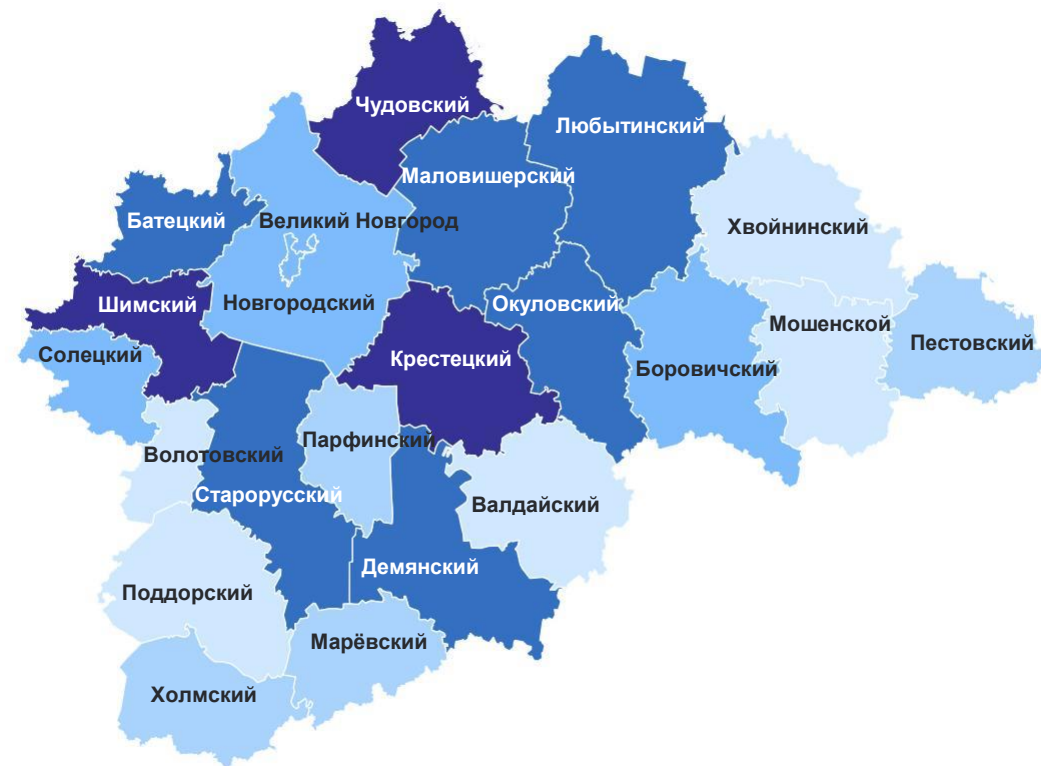 Чудовский
Любытинский
Маловишерский
Батецкий
Великий Новгород
Хвойнинский
Шимский
Новгородский
Окуловский
Мошенской
Пестовский
Солецкий
Крестецкий
Боровичский
Парфинский
Волотовский
Старорусский
Валдайский
Демянский
Поддорский
Марёвский
Холмский